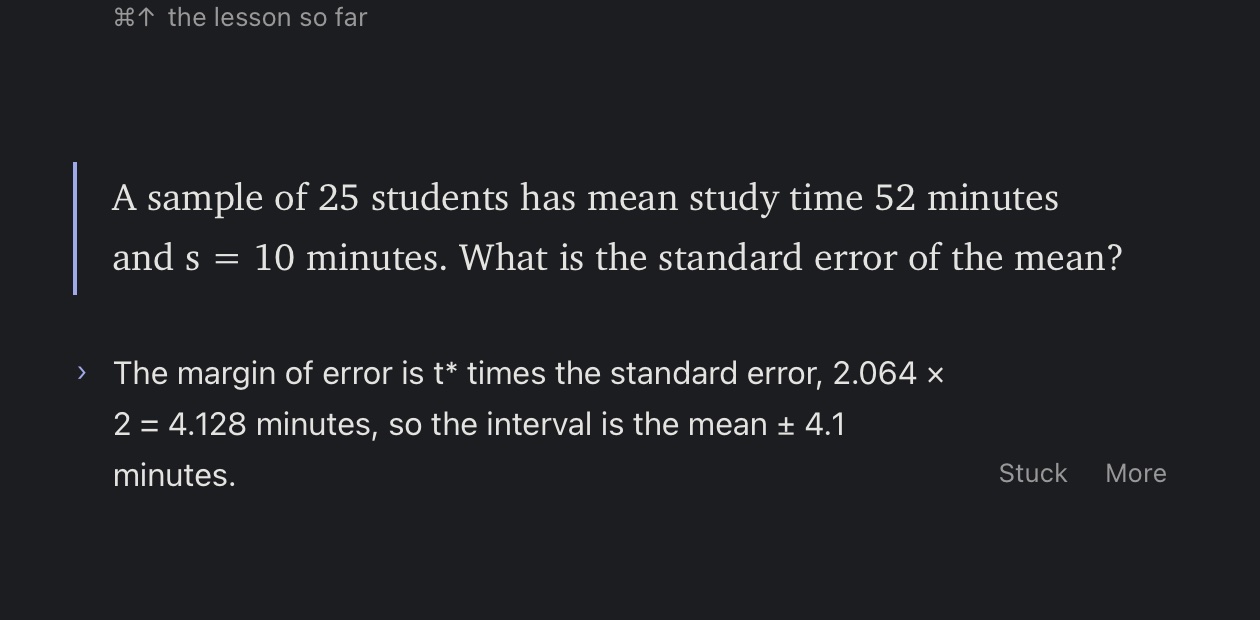 ⌘↑ the lesson so far
A sample of 25 students has mean study time 52 minutes
and s = 10 minutes. What is the standard error of the mean?
› The margin of error is t* times the standard error, 2.064 ×
2 = 4.128 minutes, so the interval is the mean ± 4.1
minutes.
Stuck More